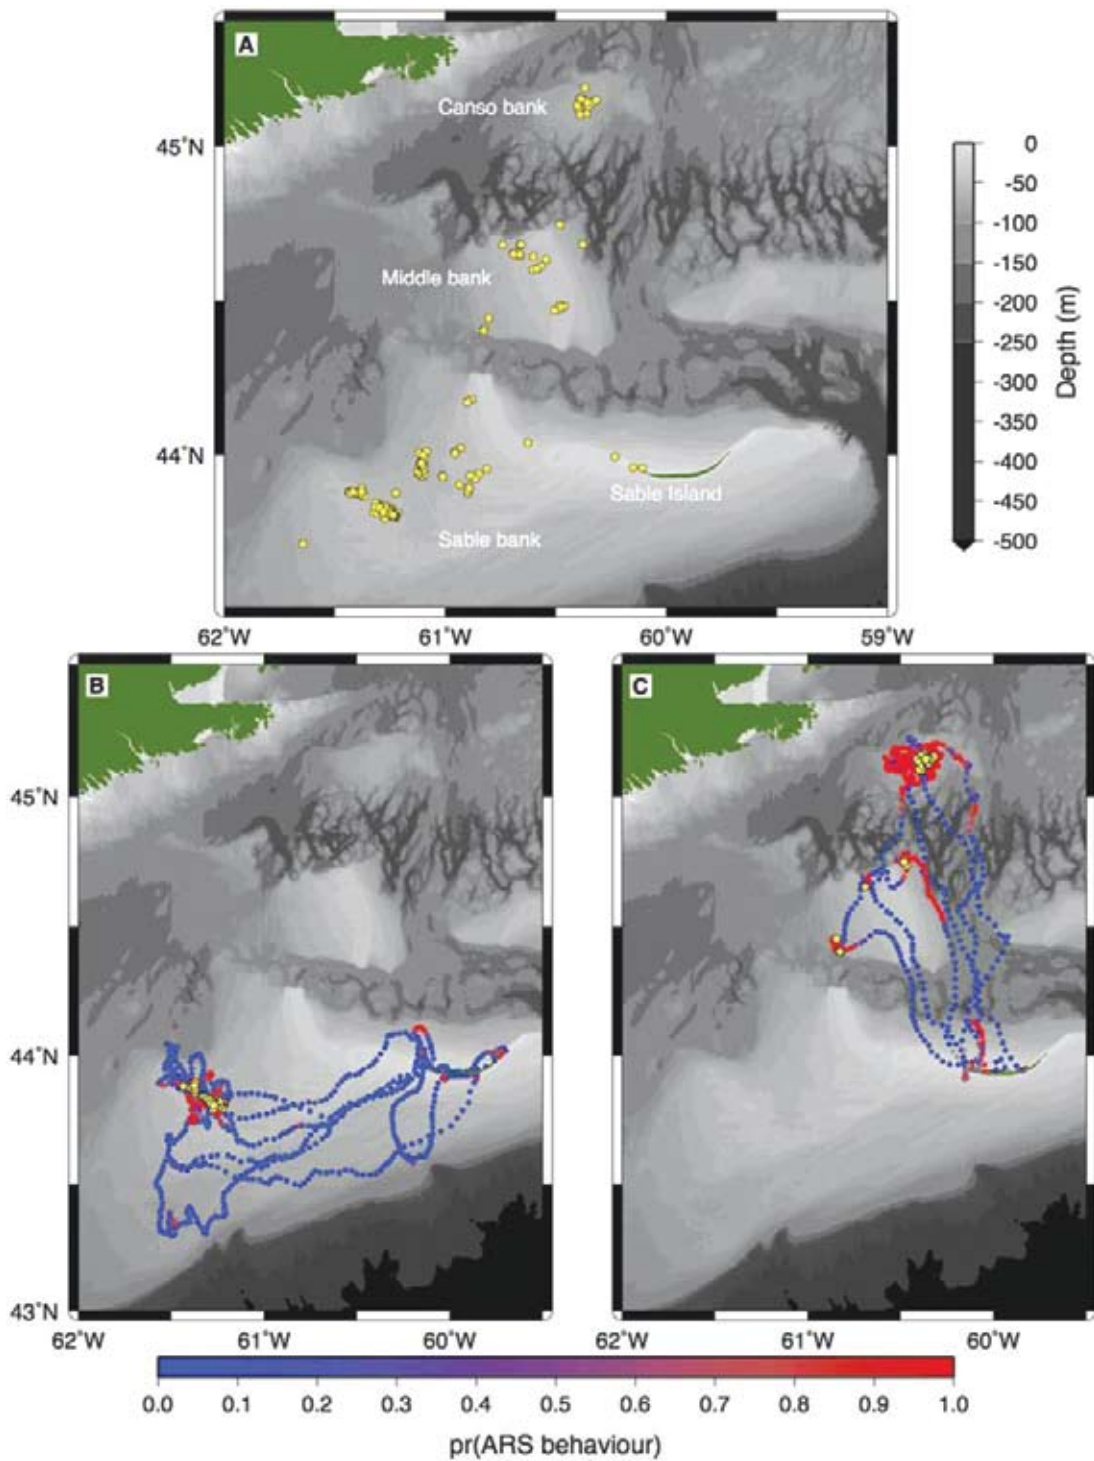 A
Canso bank
45°N
Middle bank
44°N
Sable Island
Sable bank
62°W 61°W 60°W 59°W
0
-50
-100
-150
-200
-250
-300
-350
-400
-450
-500
Depth (m)
B
C
45°N
44°N
43°N
62°W 61°W 60°W
62°W 61°W 60°W
0.0 0.1 0.2 0.3 0.4 0.5 0.6 0.7 0.8 0.9 1.0
pr(ARS behaviour)